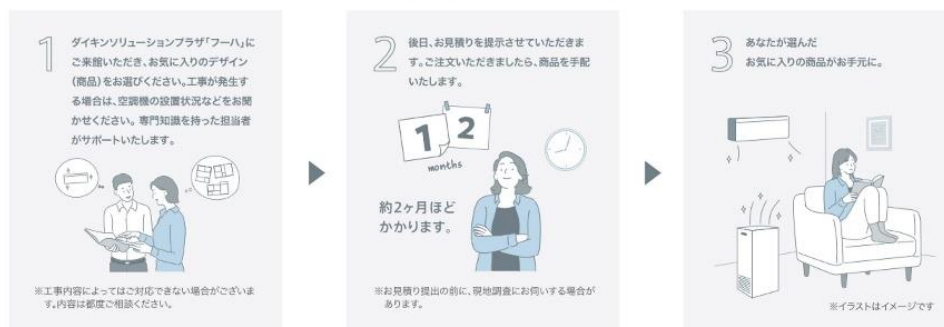 1
ダイキンソリューションプラザ「フーハ」に
ご来館いただき、お気に入りのデザイン
(商品)をお選びください。工事が発生す
る場合は、空調機の設置状況などをお聞
かせください。専門知識を持った担当者
がサポートいたします。
※工事内容によってはご対応できない場合がございま
す。内容は都度ご相談ください。
2
後日、お見積りを提示させていただきま
す。ご注文いただきましたら、商品を手配
いたします。
1 2
months
約2ヶ月ほど
かかります。
※お見積り提出の前に、現地調査にお伺いする場合が
あります。
3
あなたが選んだ
お気に入りの商品がお手元に。
※イラストはイメージです